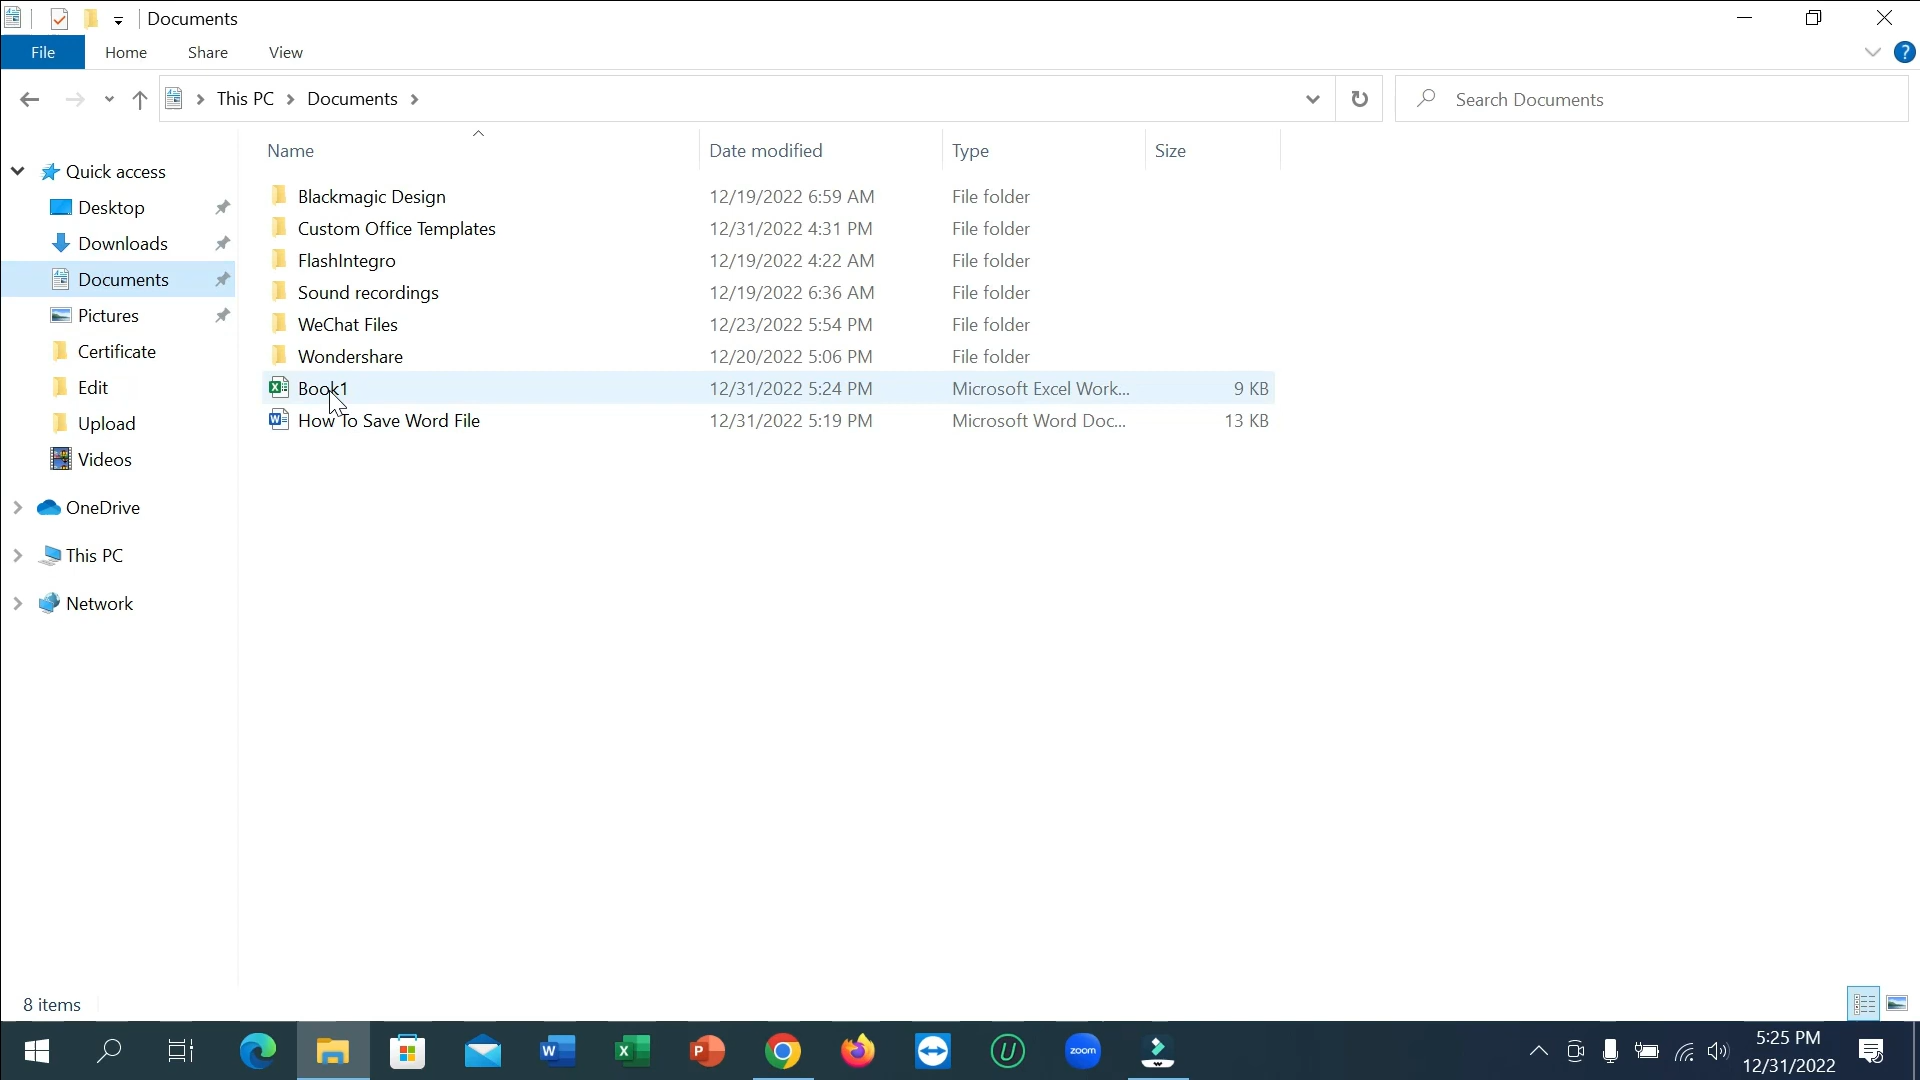 Documents
File Home Share View
This PC Documents
Search Documents
Name Date modified Type Size
Quick access
Desktop
Downloads
Documents
Pictures
Certificate
Edit
Upload
Videos
OneDrive
This PC
Network
Blackmagic Design 12/19/2022 6:59 AM File folder
Custom Office Templates 12/31/2022 4:31 PM File folder
FlashIntegro 12/19/2022 4:22 AM File folder
Sound recordings 12/19/2022 6:36 AM File folder
WeChat Files 12/23/2022 5:54 PM File folder
Wondershare 12/20/2022 5:06 PM File folder
Book1 12/31/2022 5:24 PM Microsoft Excel Work... 9 KB
How To Save Word File 12/31/2022 5:19 PM Microsoft Word Doc... 13 KB
8 items
zoom
5:25 PM
12/31/2022